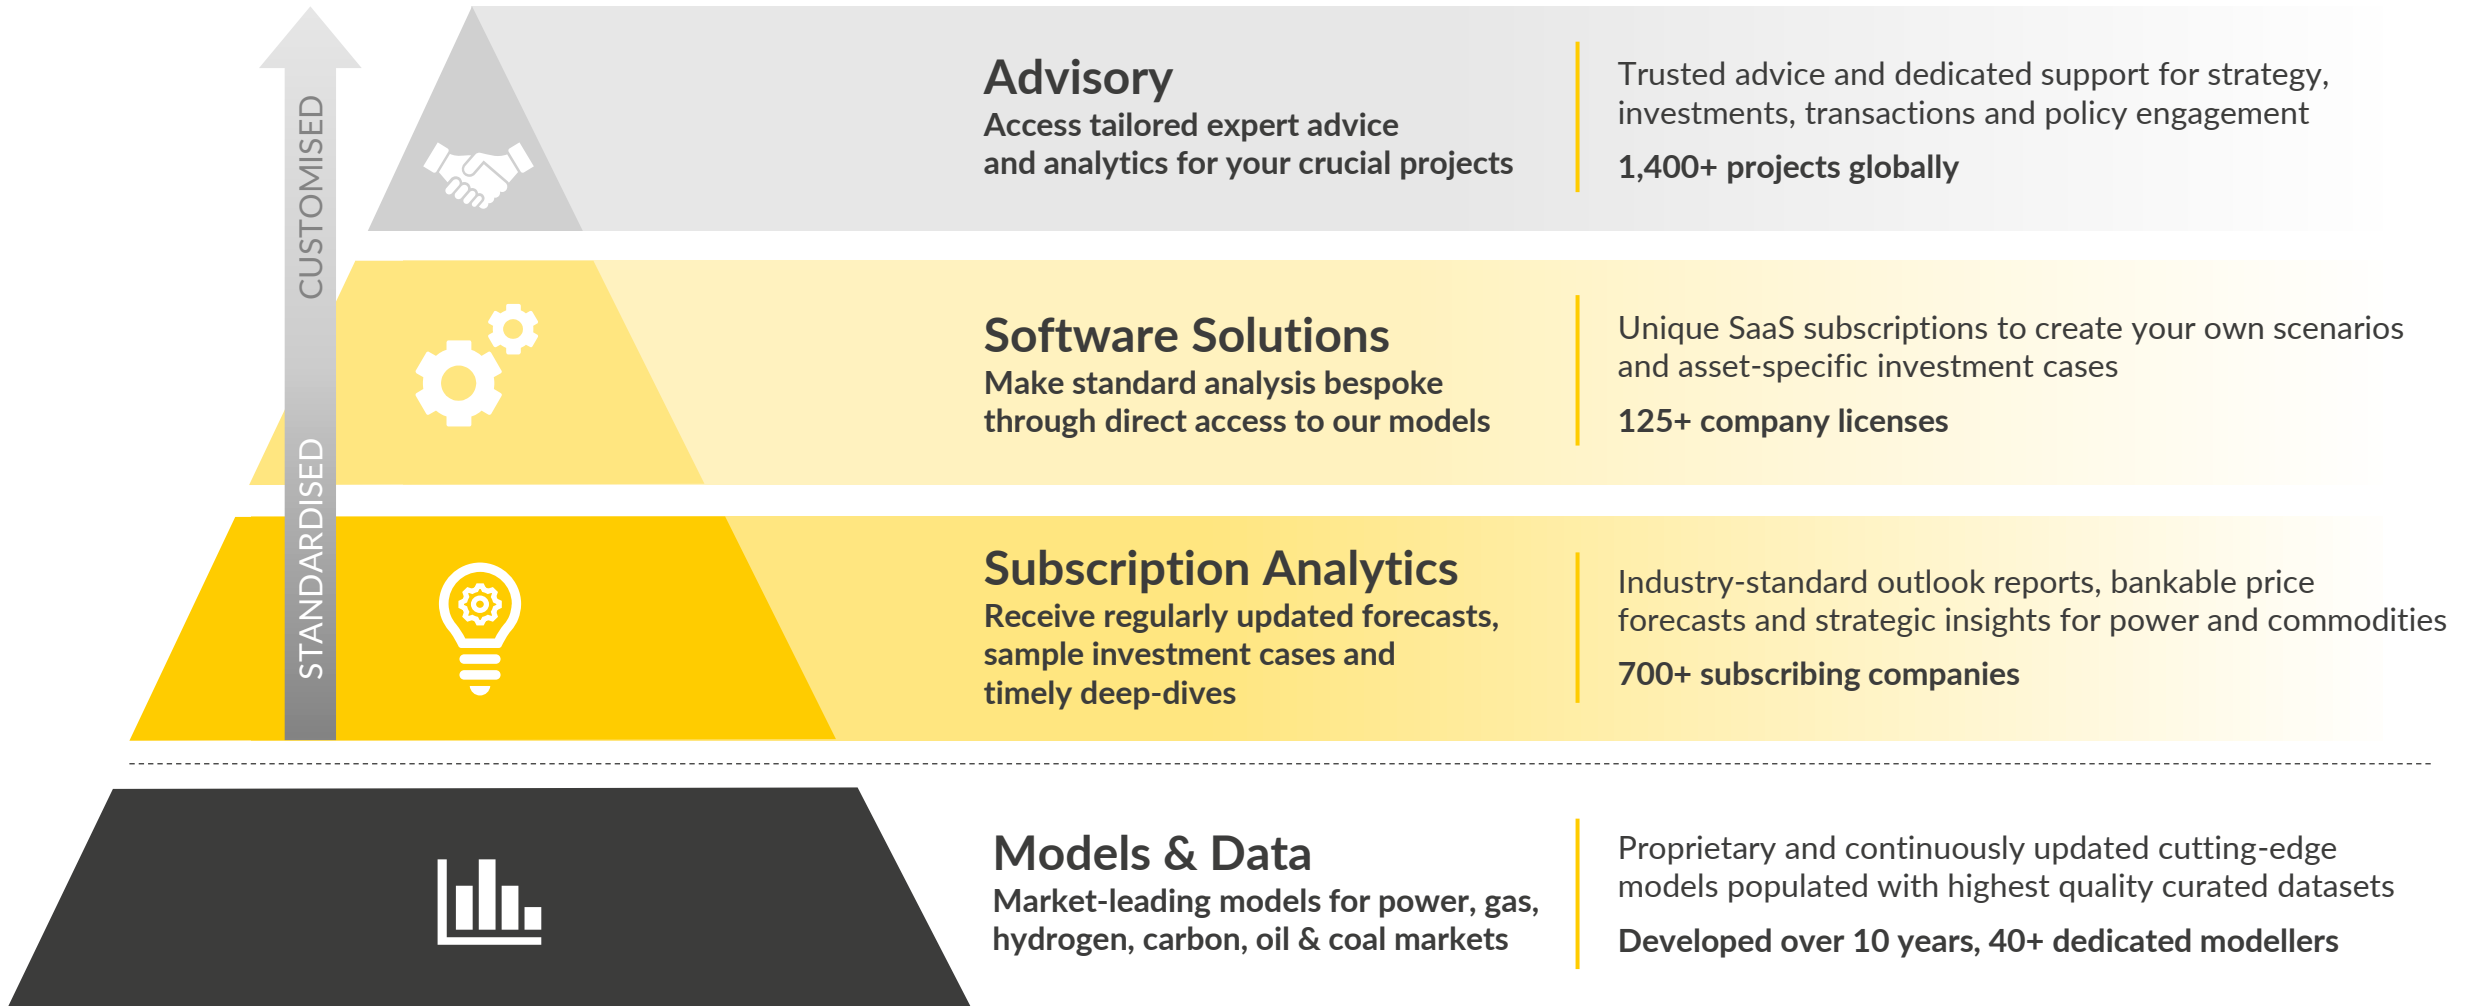 CUSTOMISED
STANDARDISED
Advisory
Access tailored expert advice
and analytics for your crucial projects
Trusted advice and dedicated support for strategy,
investments, transactions and policy engagement
1,400+ projects globally
Software Solutions
Make standard analysis bespoke
through direct access to our models
Unique SaaS subscriptions to create your own scenarios
and asset-specific investment cases
125+ company licenses
Subscription Analytics
Receive regularly updated forecasts,
sample investment cases and
timely deep-dives
Industry-standard outlook reports, bankable price
forecasts and strategic insights for power and commodities
700+ subscribing companies
Models & Data
Market-leading models for power, gas,
hydrogen, carbon, oil & coal markets
Proprietary and continuously updated cutting-edge
models populated with highest quality curated datasets
Developed over 10 years, 40+ dedicated modellers